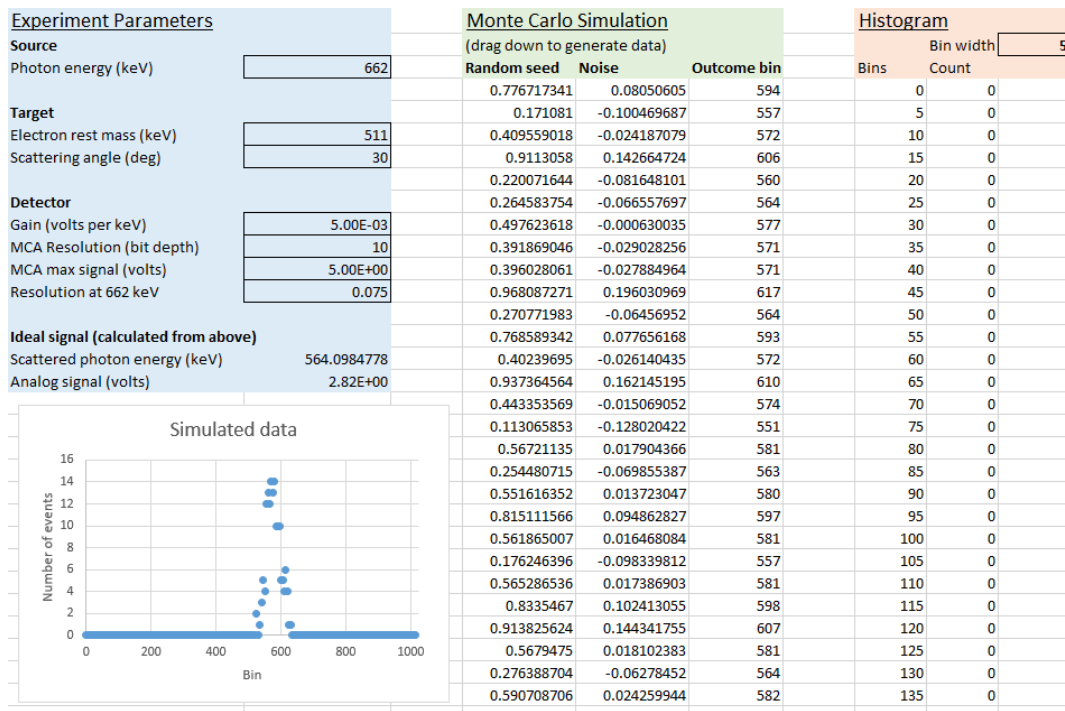 Experiment Parameters Monte Carlo Simulation Histogram
Source (drag down to generate data) Bin width 5
Photon energy (keV) 662 Random seed Noise Outcome bin Bins Count
0.776717341 0.08050605 594 0 0
Target 0.171081 -0.100469687 557 5 0
Electron rest mass (keV) 511 0.409559018 -0.024187079 572 10 0
Scattering angle (deg) 30 0.9113058 0.142664724 606 15 0
0.220071644 -0.081648101 560 20 0
Detector 0.264583754 -0.066557697 564 25 0
Gain (volts per keV) 5.00E-03 0.497623618 -0.000630035 577 30 0
MCA Resolution (bit depth) 10 0.391869046 -0.029028256 571 35 0
MCA max signal (volts) 5.00E+00 0.396028061 -0.027884964 571 40 0
Resolution at 662 keV 0.075 0.968087271 0.196030969 617 45 0
0.270771983 -0.06456952 564 50 0
Ideal signal (calculated from above) 0.768589342 0.077656168 593 55 0
Scattered photon energy (keV) 564.0984778 0.40239695 -0.026140435 572 60 0
Analog signal (volts) 2.82E+00 0.937364564 0.162145195 610 65 0
0.443353569 -0.015069052 574 70 0
Simulated data 0.113065853 -0.128020422 551 75 0
16 0.56721135 0.017904366 581 80 0
14 0.254480715 -0.069855387 563 85 0
0.551616352 0.013723047 580 90 0
12 0.815111566 0.094862827 597 95 0
10 0.561865007 0.016468084 581 100 0
8 0.176246396 -0.098339812 557 105 0
6 0.565286536 0.017386903 581 110 0
4 0.8335467 0.102413055 598 115 0
2 0.913825624 0.144341755 607 120 0
0 0.5679475 0.018102383 581 125 0
0 200 400 600 800 1000
Number of events
Bin
0.276388704 -0.06278452 564 130 0
0.590708706 0.024259944 582 135 0